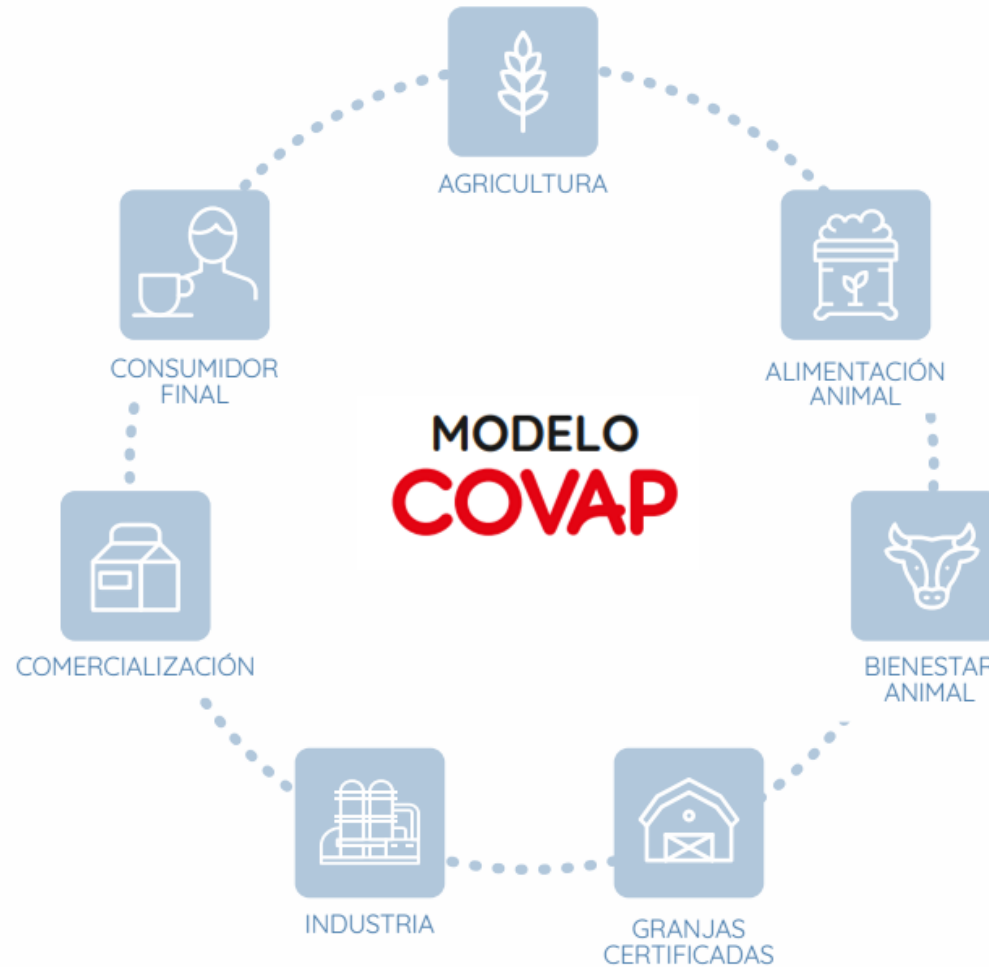 AGRICULTURA
ALIMENTACIÓN
ANIMAL
BIENESTAR
ANIMAL
GRANJAS
CERTIFICADAS
INDUSTRIA
COMERCIALIZACIÓN
CONSUMIDOR
FINAL
MODELO
COVAP